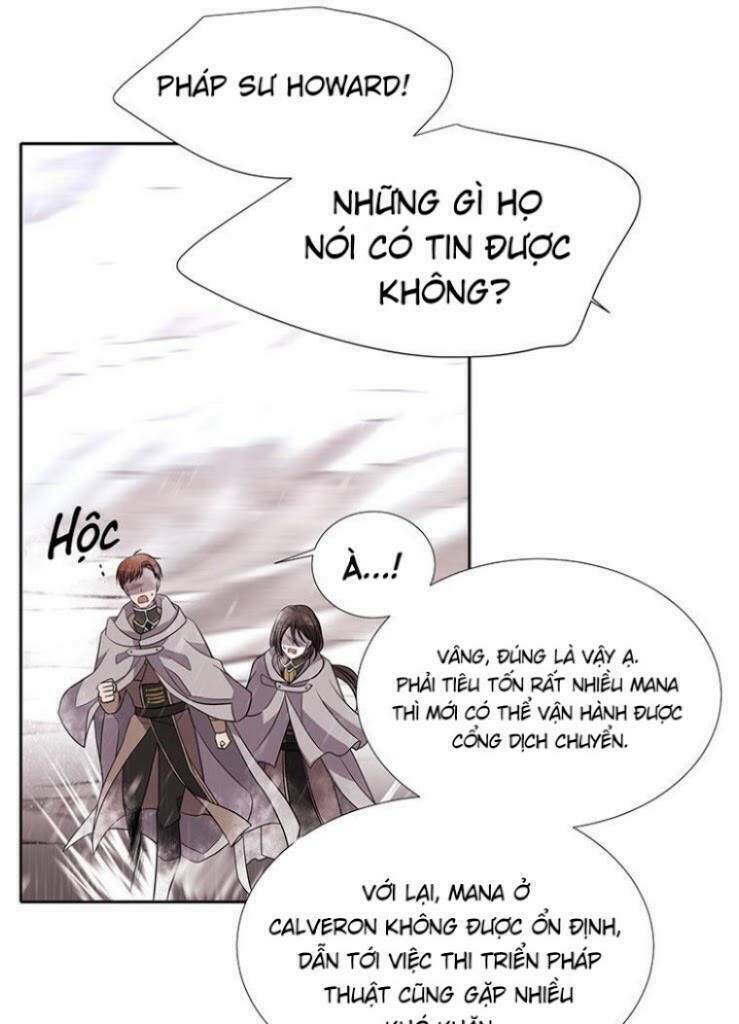 PHÁP SƯ HOWARD!
NHỮNG GÌ HỌ
NÓI CÓ TIN ĐƯỢC
KHÔNG?
HỘC
À...!
VÂNG, ĐÚNG LÀ VẬY Ạ.
PHẢI TIÊU TỐN RẤT NHIỀU MANA
THÌ MỚI CÓ THỂ VẬN HÀNH ĐƯỢC
CỔNG DỊCH CHUYỂN.
VỚI LẠI, MANA Ở
CALVERON KHÔNG ĐƯỢC ỔN ĐỊNH,
DẪN TỚI VIỆC THI TRIỂN PHÁP
THUẬT CŨNG GẶP NHIỀU
KHÓ KHĂN